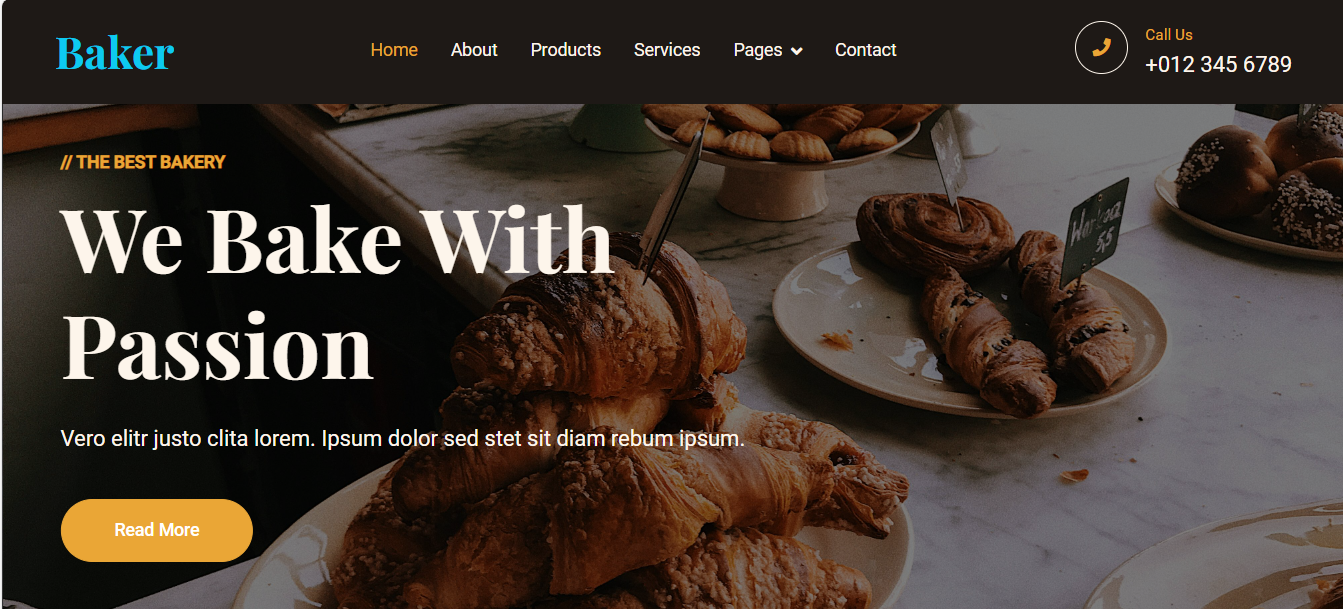 Baker
Home About Products Services Pages Contact
Call Us
+012 345 6789
// THE BEST BAKERY
We Bake With
Passion
Vero elitr justo clita lorem. Ipsum dolor sed stet sit diam rebum ipsum.
Read More